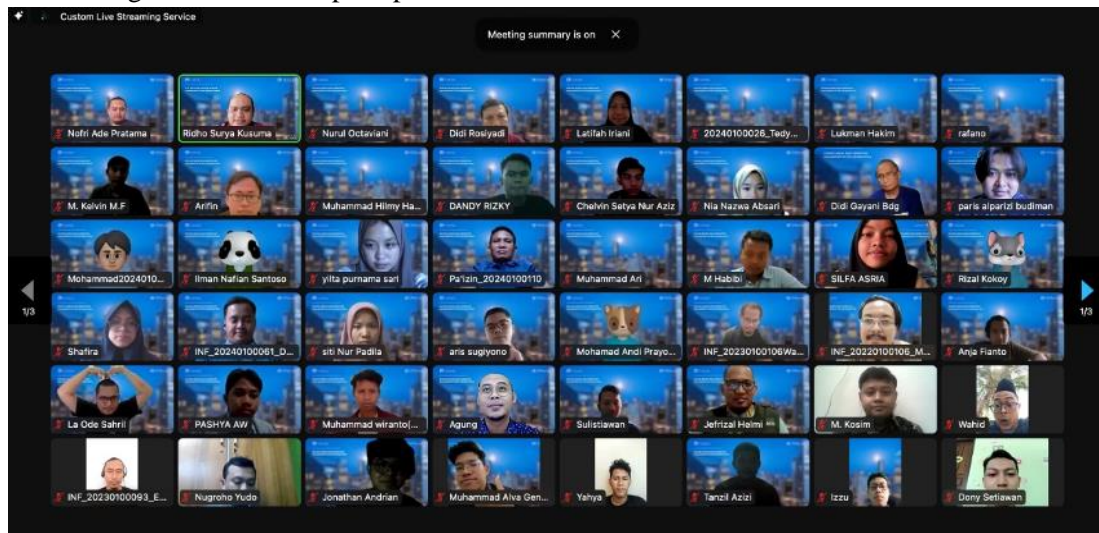 Custom Live Streaming Service
Meeting summary is on X
Nofri Ade Pratama
Ridho Surya Kusuma
Nurul Octaviani
Didi Rosiyadi
Latifah Iriani
20240100026_Tedy...
Lukman Hakim
rafano
M. Kelvin M.F
Arifin
Muhammad Hilmy Ha...
DANDY RIZKY
Chelvin Setya Nur Aziz
Nia Nazwa Absari
Didi Gayani Bdg
paris alparizi budiman
Mohammad2024010...
Ilman Nafian Santoso
yilta purnama sari
Pa'izin_20240100110
Muhammad Ari
M Habibi
SILFA ASRIA
Rizal Kokoy
1/3
1/3
Shafira
INF_20240100061_D...
siti Nur Padila
aris sugiyono
Mohamad Andi Prayo...
INF_20230100106Wa...
INF_20220100106_M...
Anja Fianto
La Ode Sahril
PASHYA AW
Muhammad wiranto|...
Agung
Sulistiawan
Jefrizal Helmi
M. Kosim
Wahid
INF_20230100093_E...
Nugroho Yudo
Jonathan Andrian
Muhammad Alva Gen...
Yahya
Tanzil Azizi
Izzu
Dony Setiawan